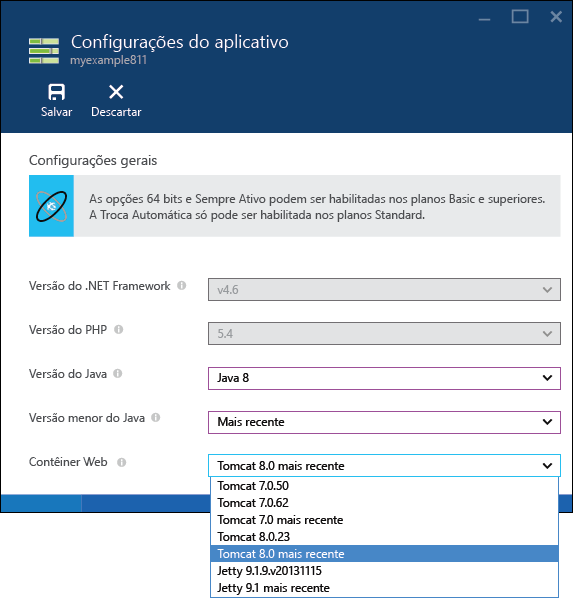 Configurações do aplicativo
myexample811
Salvar
Descartar
Configurações gerais
As opções 64 bits e Sempre Ativo podem ser habilitadas nos planos Basic e superiores.
A Troca Automática só pode ser habilitada nos planos Standard.
Versão do .NET Framework
v4.6
Versão do PHP
5.4
Versão do Java
Java 8
Versão menor do Java
Mais recente
Contêiner Web
Tomcat 8.0 mais recente
Tomcat 7.0.50
Tomcat 7.0.62
Tomcat 7.0 mais recente
Tomcat 8.0.23
Tomcat 8.0 mais recente
Jetty 9.1.9.v20131115
Jetty 9.1 mais recente